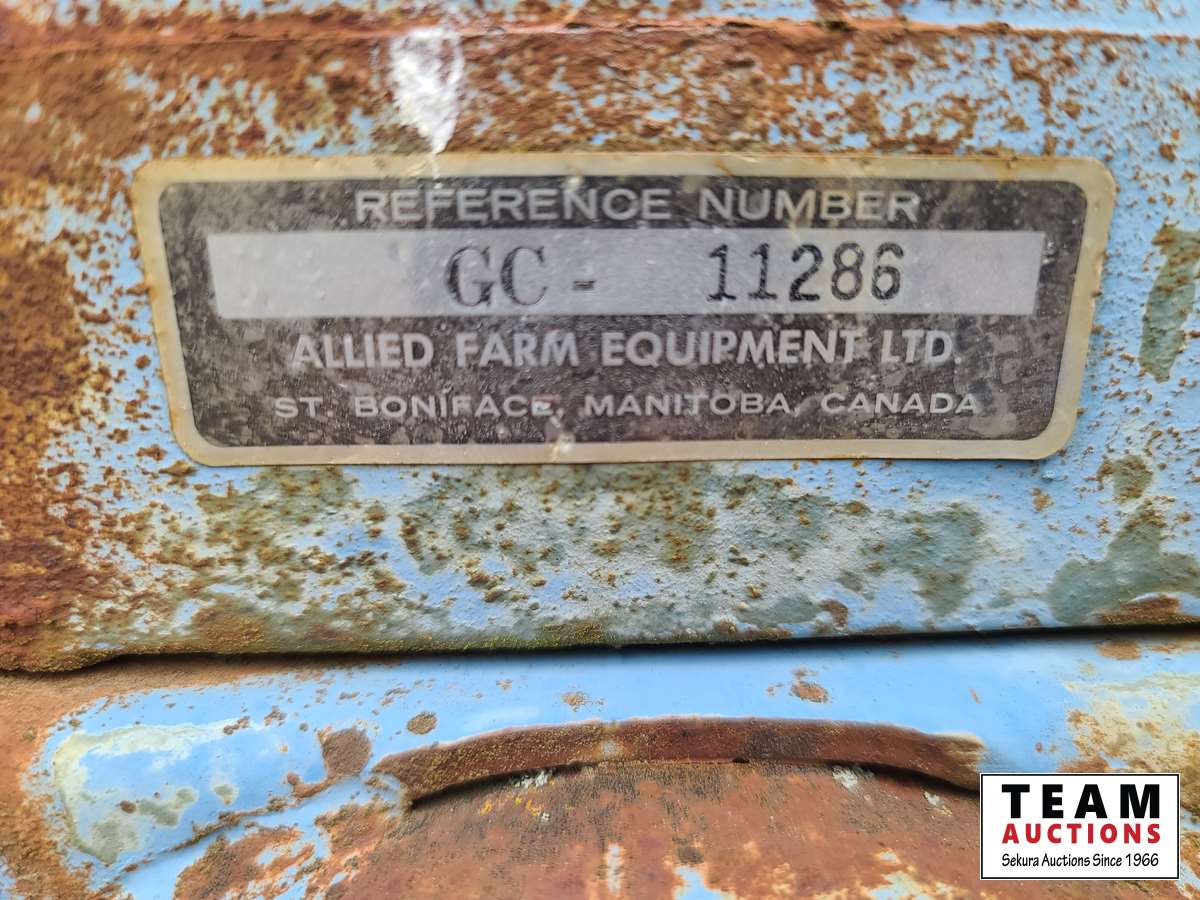 REFERENCE NUMBER
GC - 11286
ALLIED FARM EQUIPMENT LTD.
ST. BONIFACE, MANITOBA, CANADA
TEAM
AUCTIONS
Sekura Auctions Since 1966